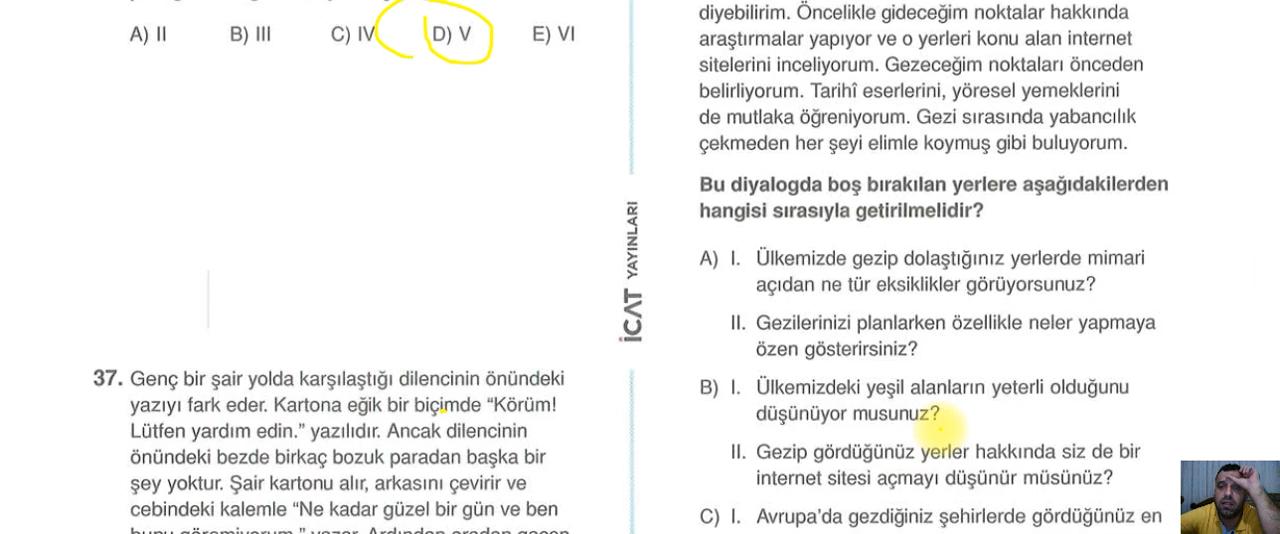 A) II B) III C) IV D) V E) VI
37. Genç bir şair yolda karşılaştığı dilencinin önündeki
yazıyı fark eder. Kartona eğik bir biçimde “Körüm!
Lütfen yardım edin.” yazılıdır. Ancak dilencinin
önündeki bezde birkaç bozuk paradan başka bir
şey yoktur. Şair kartonu alır, arkasını çevirir ve
cebindeki kalemle “Ne kadar güzel bir gün ve ben
bunu göremiyorum.” yazar. Ardından aradan geçen
İCAT YAYINLARI
diyebilirim. Öncelikle gideceğim noktalar hakkında
araştırmalar yapıyor ve o yerleri konu alan internet
sitelerini inceliyorum. Gezeceğim noktaları önceden
belirliyorum. Tarihî eserlerini, yöresel yemeklerini
de mutlaka öğreniyorum. Gezi sırasında yabancılık
çekmeden her şeyi elimle koymuş gibi buluyorum.
Bu diyalogda boş bırakılan yerlere aşağıdakilerden
hangisi sırasıyla getirilmelidir?
A) I. Ülkemizde gezip dolaştığınız yerlerde mimari
açıdan ne tür eksiklikler görüyorsunuz?
II. Gezilerinizi planlarken özellikle neler yapmaya
özen gösterirsiniz?
B) I. Ülkemizdeki yeşil alanların yeterli olduğunu
düşünüyor musunuz?
II. Gezip gördüğünüz yerler hakkında siz de bir
internet sitesi açmayı düşünür müsünüz?
C) I. Avrupa’da gezdiğiniz şehirlerde gördüğünüz en